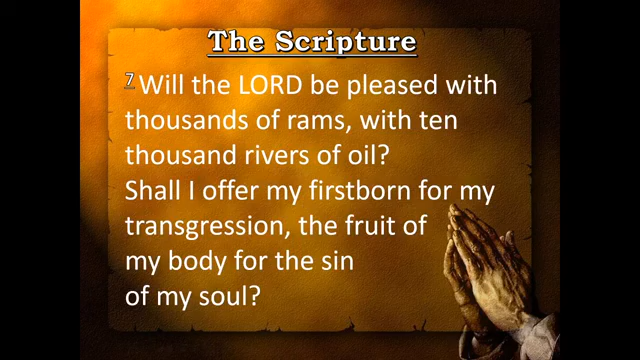 The Scripture
7 Will the LORD be pleased with
thousands of rams, with ten
thousand rivers of oil?
Shall I offer my firstborn for my
transgression, the fruit of
my body for the sin
of my soul?